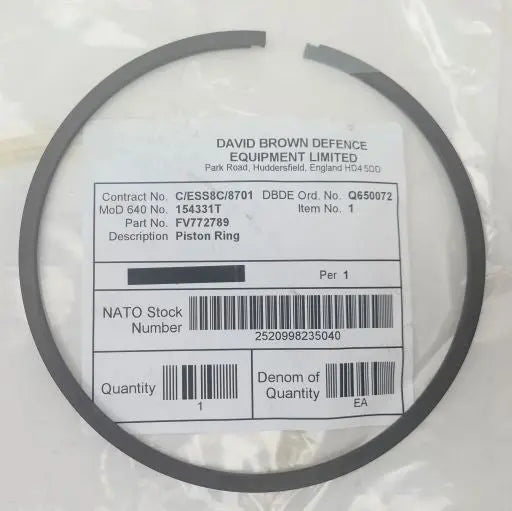 DAVID BROWN DEFENCE
EQUIPMENT LIMITED
Park Road, Huddersfield, England HD4 5DD
Contract No. C/ESS8C/8701 DBDE Ord. No. Q650072
MoD 640 No. 154331T Item No. 1
Part No. FV772789
Description Piston Ring
Per 1
NATO Stock
Number
2520998235040
Quantity
1
Denom of
Quantity
EA